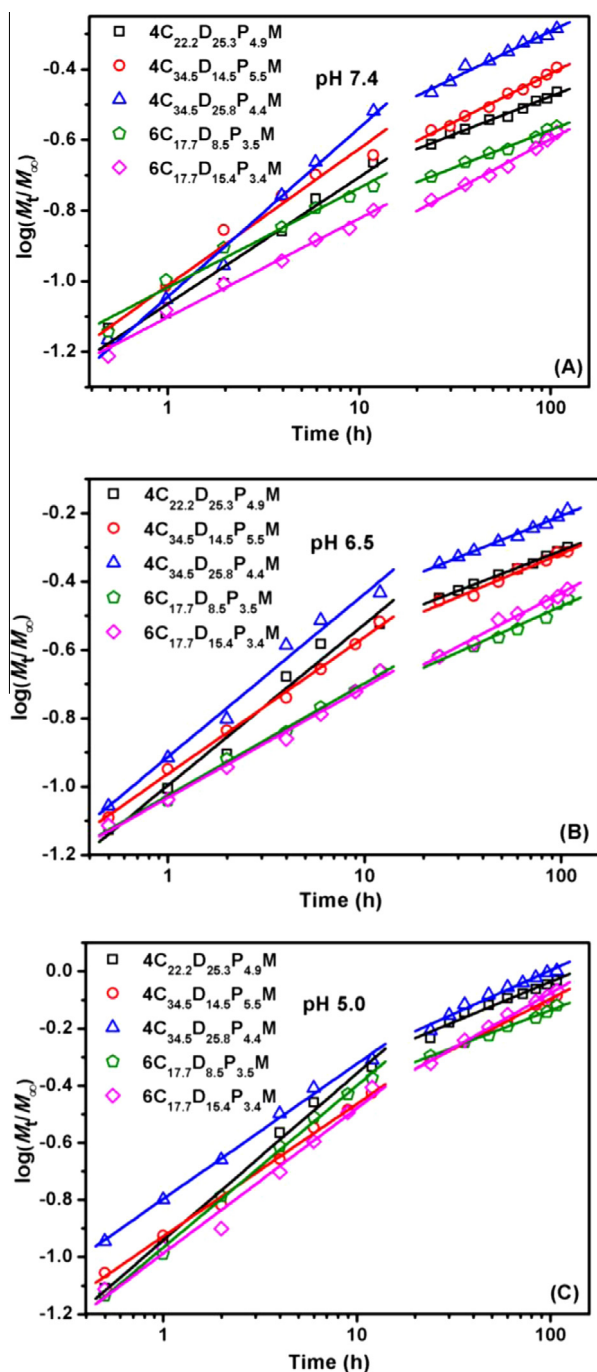 4C22.2D25.3P4.9M
4C34.5D14.5P5.5M
4C34.5D25.8P4.4M
6C17.7D8.5P3.5M
6C17.7D15.4P3.4M
pH 7.4
-0.4
-0.6
-0.8
-1.0
-1.2
log(Mt/M∞)
1
10
100
Time (h)
(A)
4C22.2D25.3P4.9M
4C34.5D14.5P5.5M
4C34.5D25.8P4.4M
6C17.7D8.5P3.5M
6C17.7D15.4P3.4M
pH 6.5
-0.2
-0.4
-0.6
-0.8
-1.0
-1.2
log(Mt/M∞)
1
10
100
Time (h)
(B)
4C22.2D25.3P4.9M
4C34.5D14.5P5.5M
4C34.5D25.8P4.4M
6C17.7D8.5P3.5M
6C17.7D15.4P3.4M
pH 5.0
0.0
-0.2
-0.4
-0.6
-0.8
-1.0
-1.2
log(Mt/M∞)
1
10
100
Time (h)
(C)